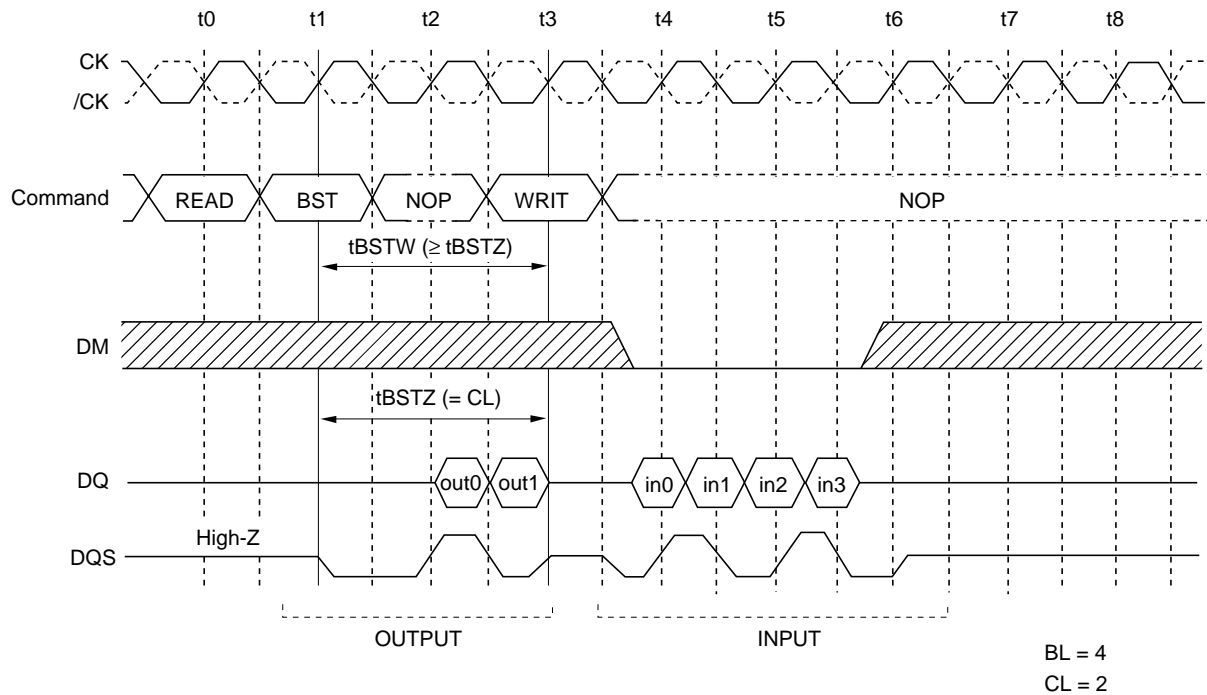 t0 t1 t2 t3 t4 t5 t6 t7 t8
CK
/CK
Command READ BST NOP WRIT NOP
tBSTW (≥ tBSTZ)
DM
tBSTZ (= CL)
DQ out0 out1 in0 in1 in2 in3
High-Z
DQS
OUTPUT INPUT
BL = 4
CL = 2